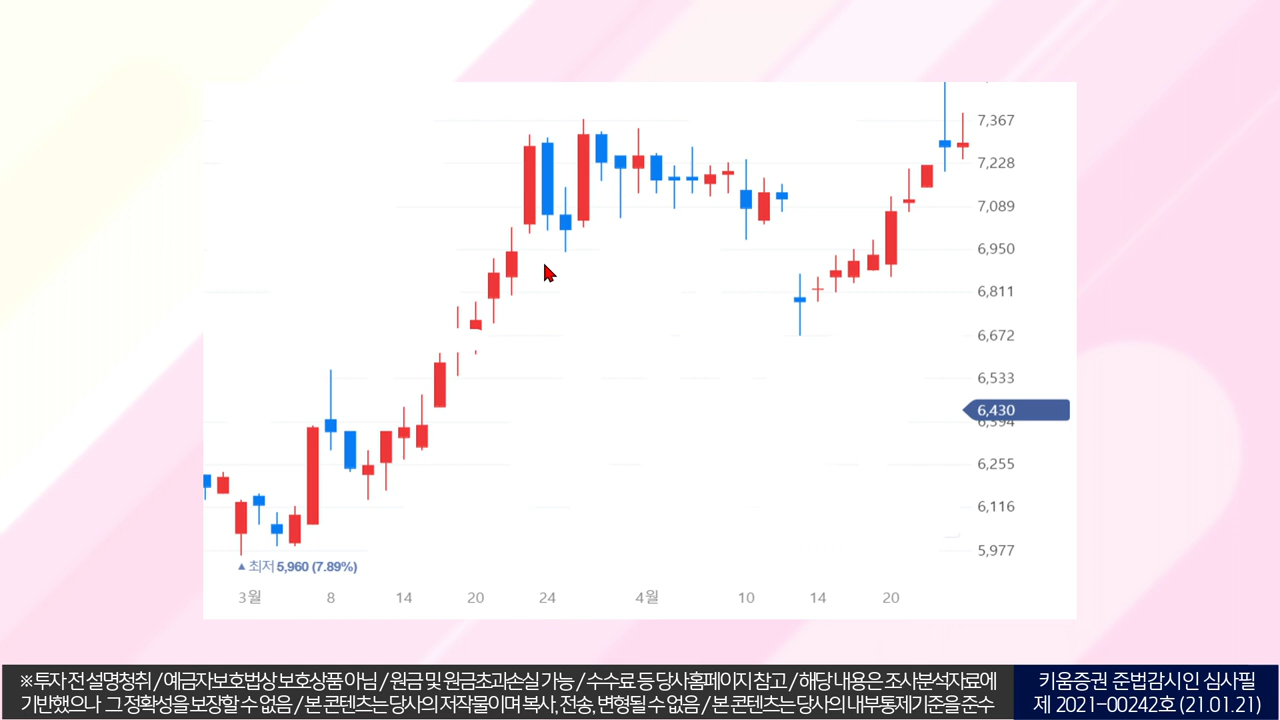 7,367
7,228
7,089
6,950
6,811
6,672
6,533
6,430
6,394
6,255
6,116
5,977
▲ 최저 5,960 (7.89%)
3월 8 14 20 24 4월 10 14 20
※ 투자 전 설명청취 / 예금자보호법상 보호상품 아님 / 원금 및 원금초과손실 가능 / 수수료 등 당사홈페이지 참고 / 해당 내용은 조사분석자료에
기반했으나 그 정확성을 보장할 수 없음 / 본 콘텐츠는 당사의 저작물이며 복사, 전송, 변형될 수 없음 / 본 콘텐츠는 당사의 내부통제기준을 준수
키움증권 준법감시인 심사필
제 2021-00242호 (21.01.21)